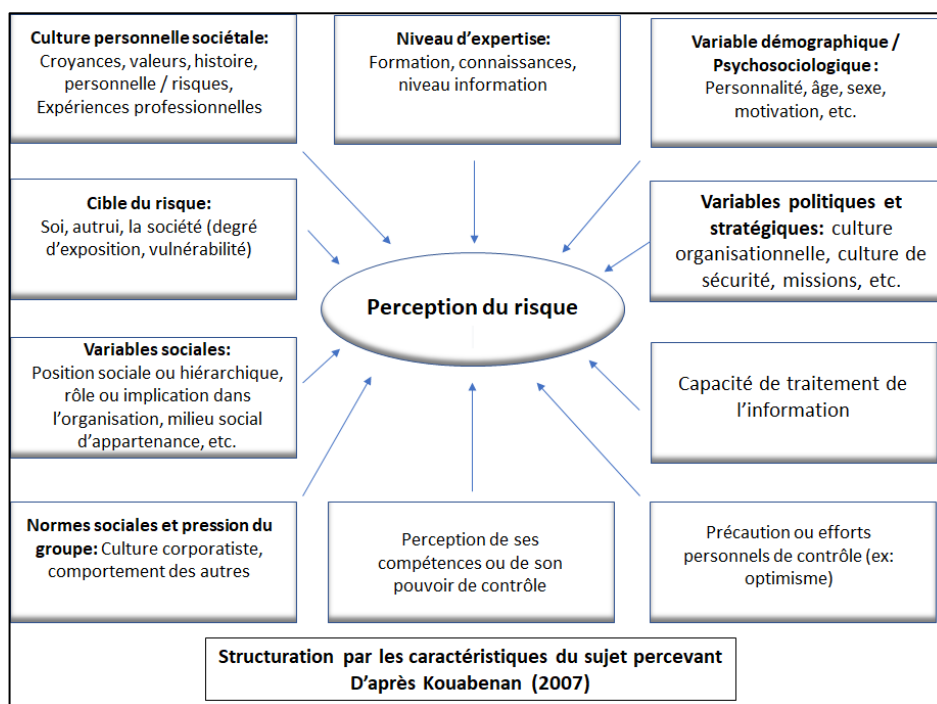 Culture personnelle sociétale:
Croyances, valeurs, histoire,
personnelle / risques,
Expériences professionnelles
Niveau d’expertise:
Formation, connaissances,
niveau information
Variable démographique /
Psychosociologique :
Personnalité, âge, sexe,
motivation, etc.
Cible du risque:
Soi, autrui, la société (degré
d’exposition, vulnérabilité)
Variables politiques et
stratégiques: culture
organisationnelle, culture de
sécurité, missions, etc.
Perception du risque
Variables sociales:
Position sociale ou hiérarchique,
rôle ou implication dans
l’organisation, milieu social
d’appartenance, etc.
Capacité de traitement de
l’information
Normes sociales et pression du
groupe: Culture corporatiste,
comportement des autres
Perception de ses
compétences ou de son
pouvoir de contrôle
Précaution ou efforts
personnels de contrôle (ex:
optimisme)
Structuration par les caractéristiques du sujet percevant
D’après Kouabenan (2007)